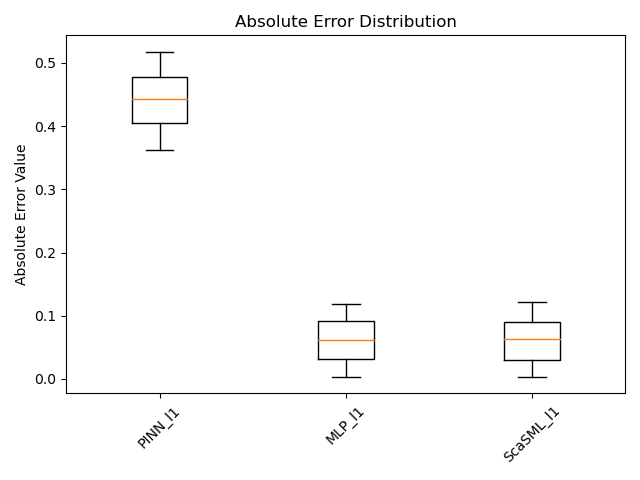 Absolute Error Distribution
Absolute Error Value
0.5
0.4
0.3
0.2
0.1
0.0
PINN_l1
MLP_l1
ScaSML_l1